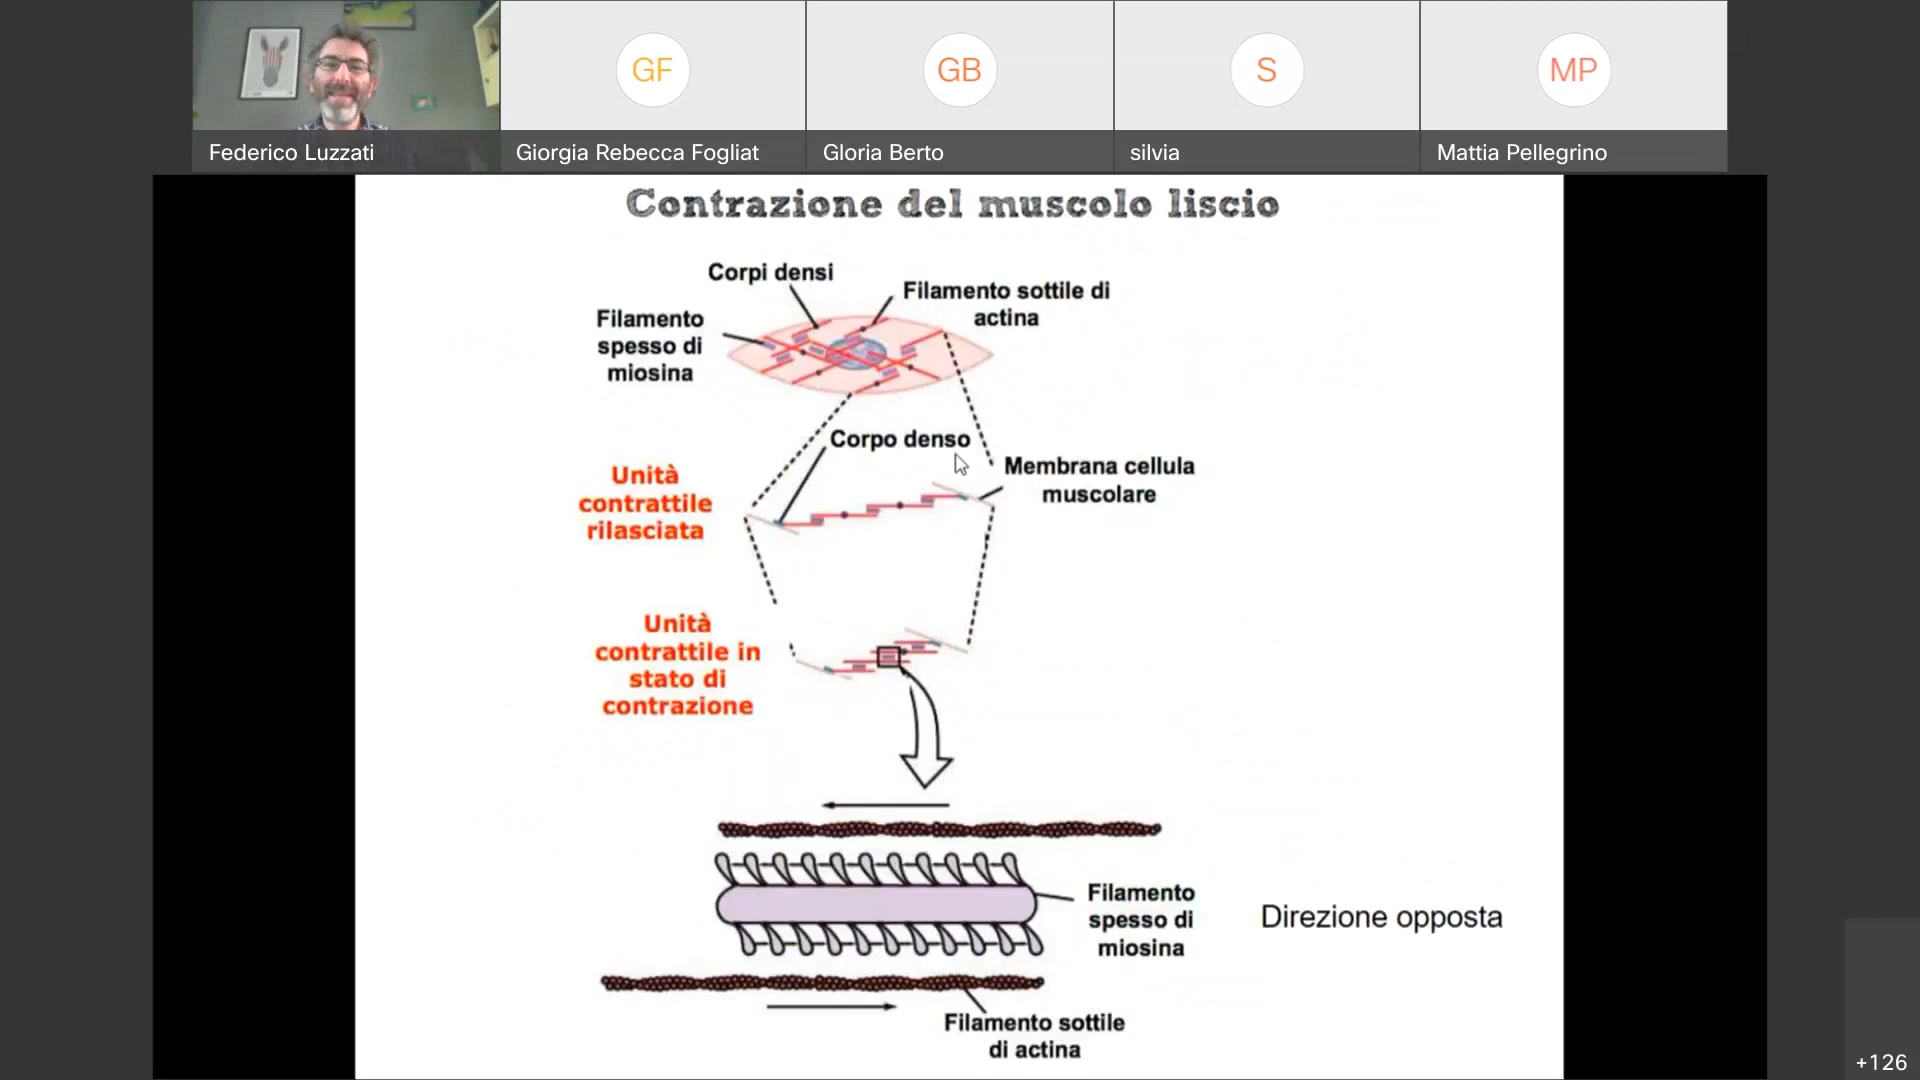 GF
GB
S
MP
Federico Luzzati
Giorgia Rebecca Fogliat
Gloria Berto
silvia
Mattia Pellegrino
Contrazione del muscolo liscio
Corpi densi
Filamento sottile di
actina
Filamento
spesso di
miosina
Corpo denso
Membrana cellula
muscolare
Unità
contrattile
rilasciata
Unità
contrattile in
stato di
contrazione
Filamento
spesso di
miosina
Direzione opposta
Filamento sottile
di actina
+126